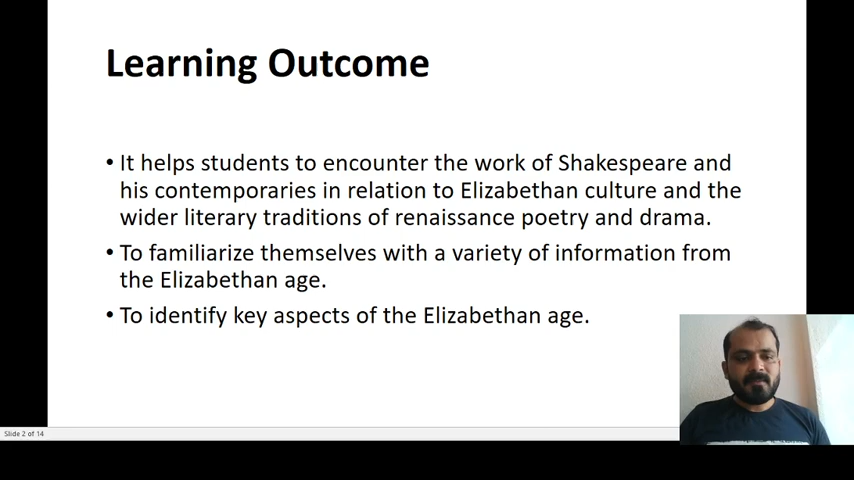 Learning Outcome
• It helps students to encounter the work of Shakespeare and
his contemporaries in relation to Elizabethan culture and the
wider literary traditions of renaissance poetry and drama.
• To familiarize themselves with a variety of information from
the Elizabethan age.
• To identify key aspects of the Elizabethan age.
Slide 2 of 14